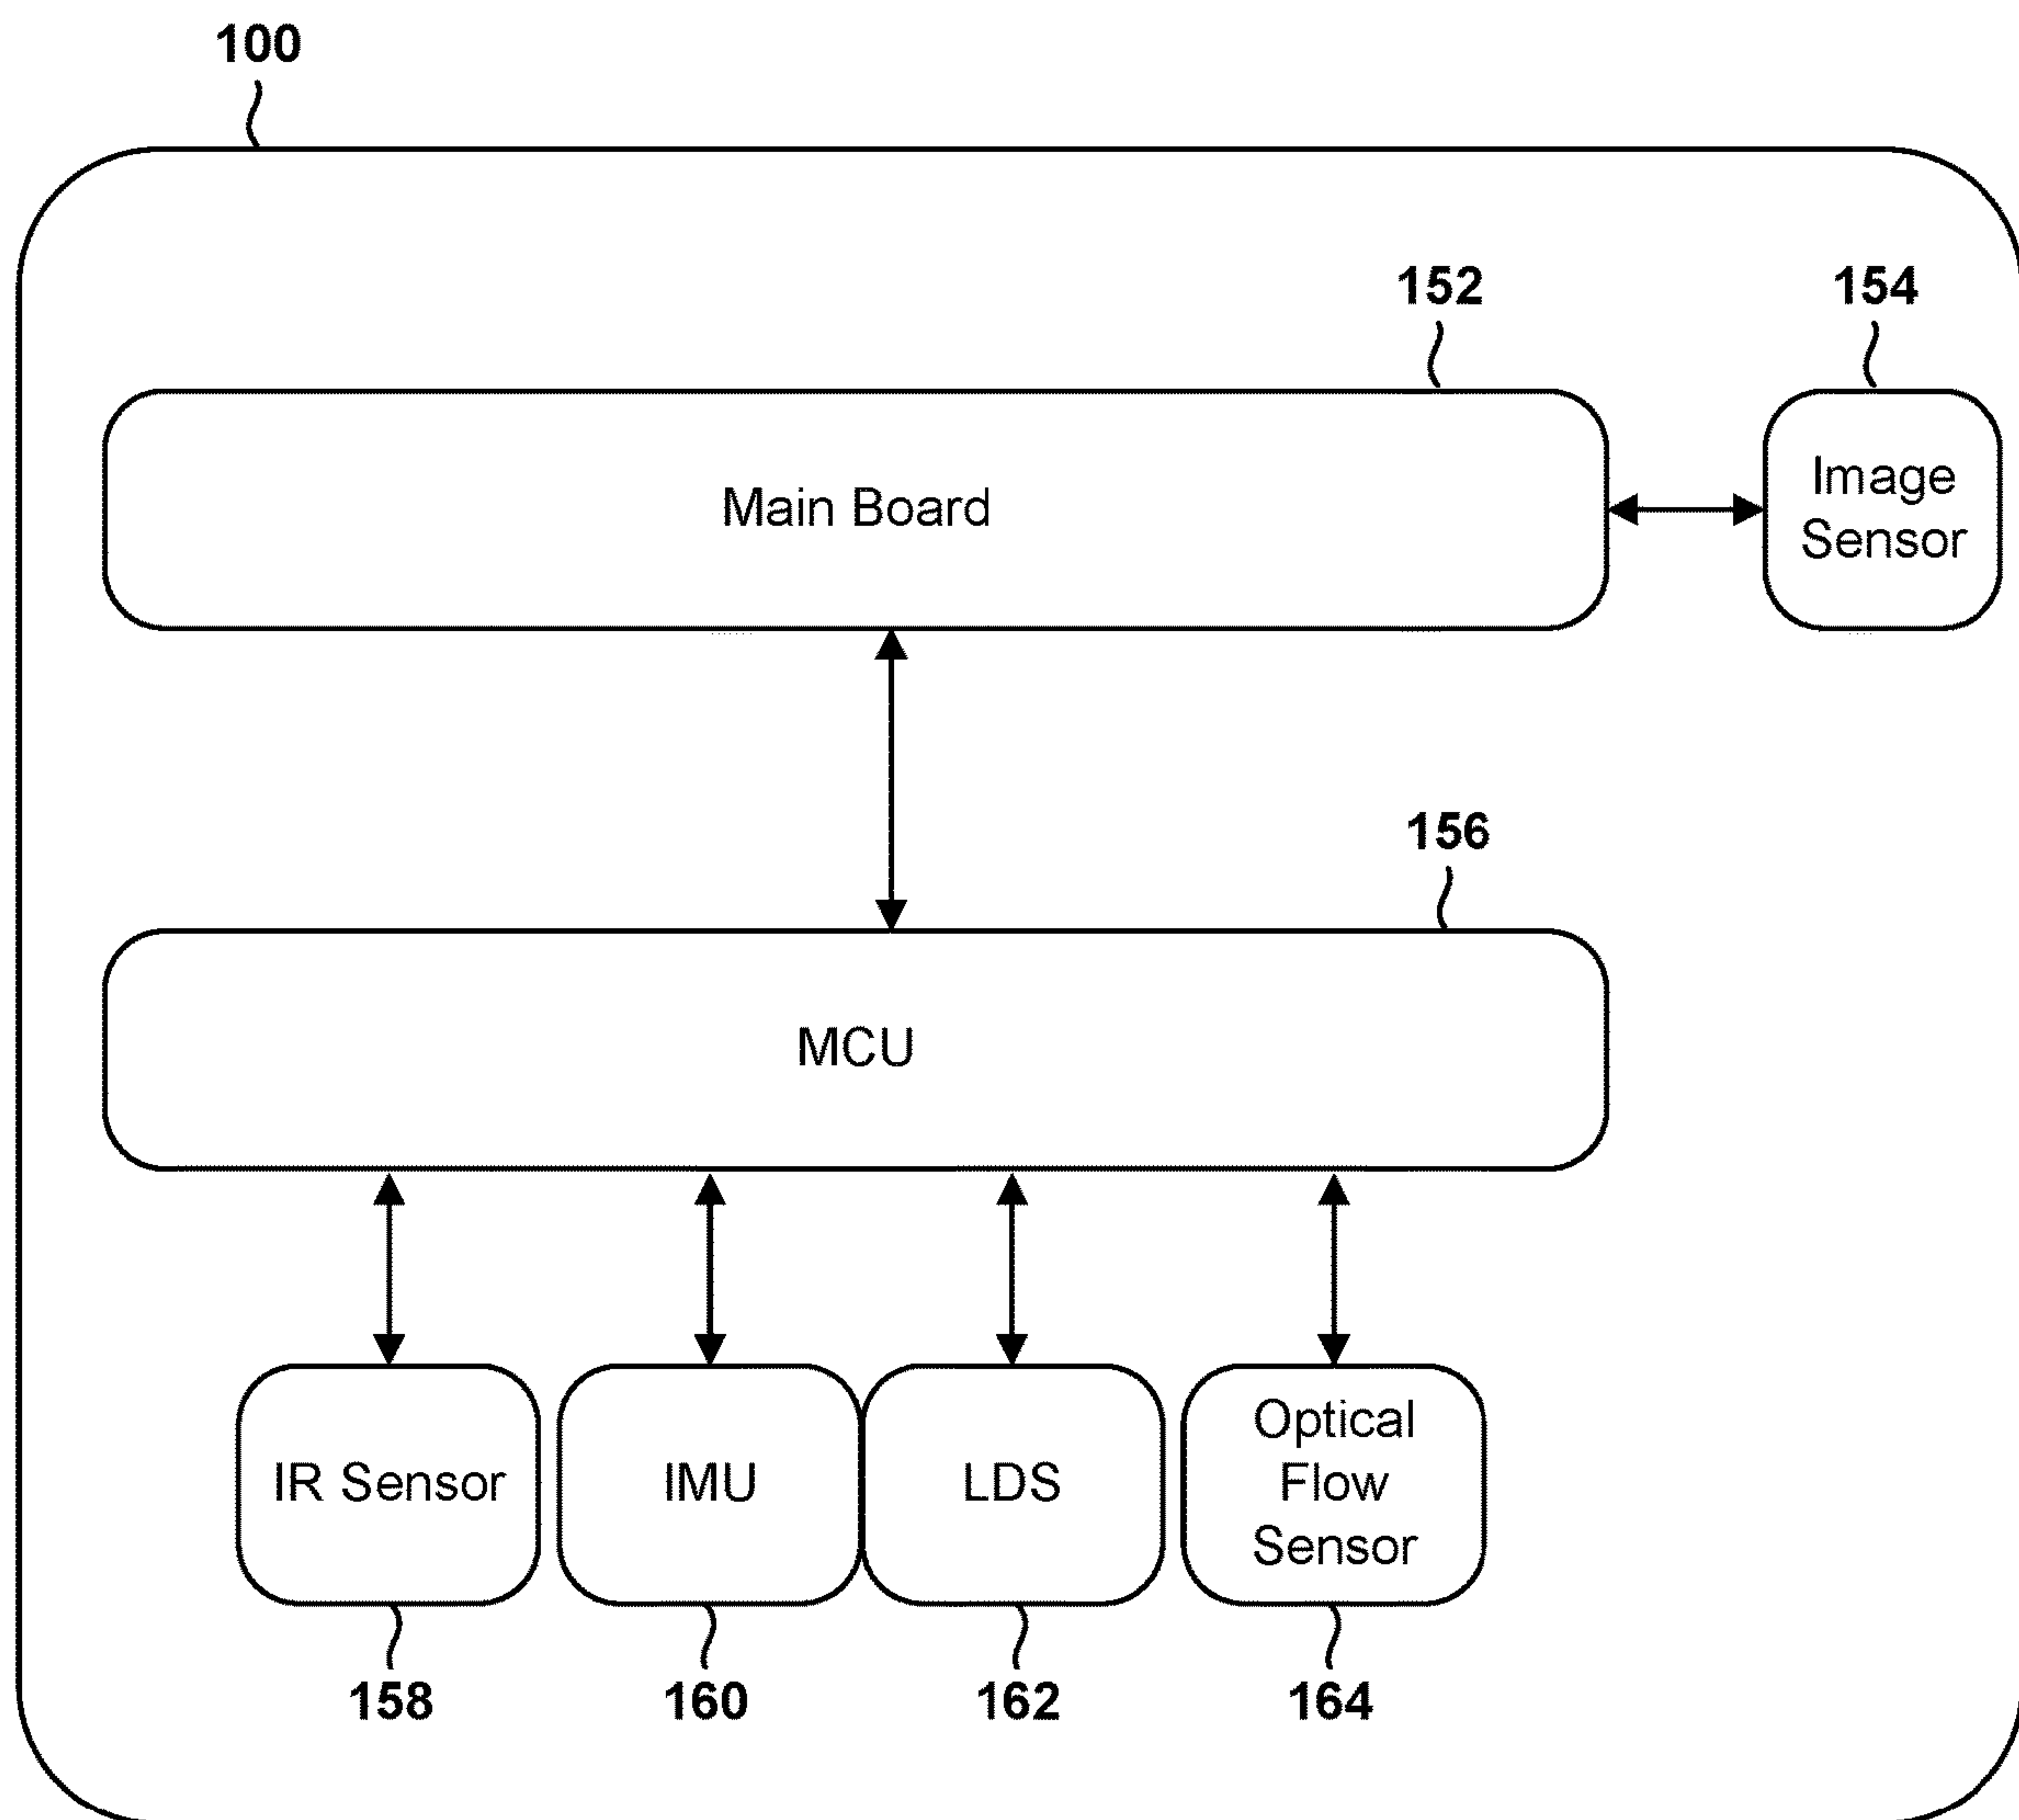 100
152
154
Main Board
Image
Sensor
156
MCU
IR Sensor
IMU
LDS
Optical
Flow
Sensor
158
160
162
164